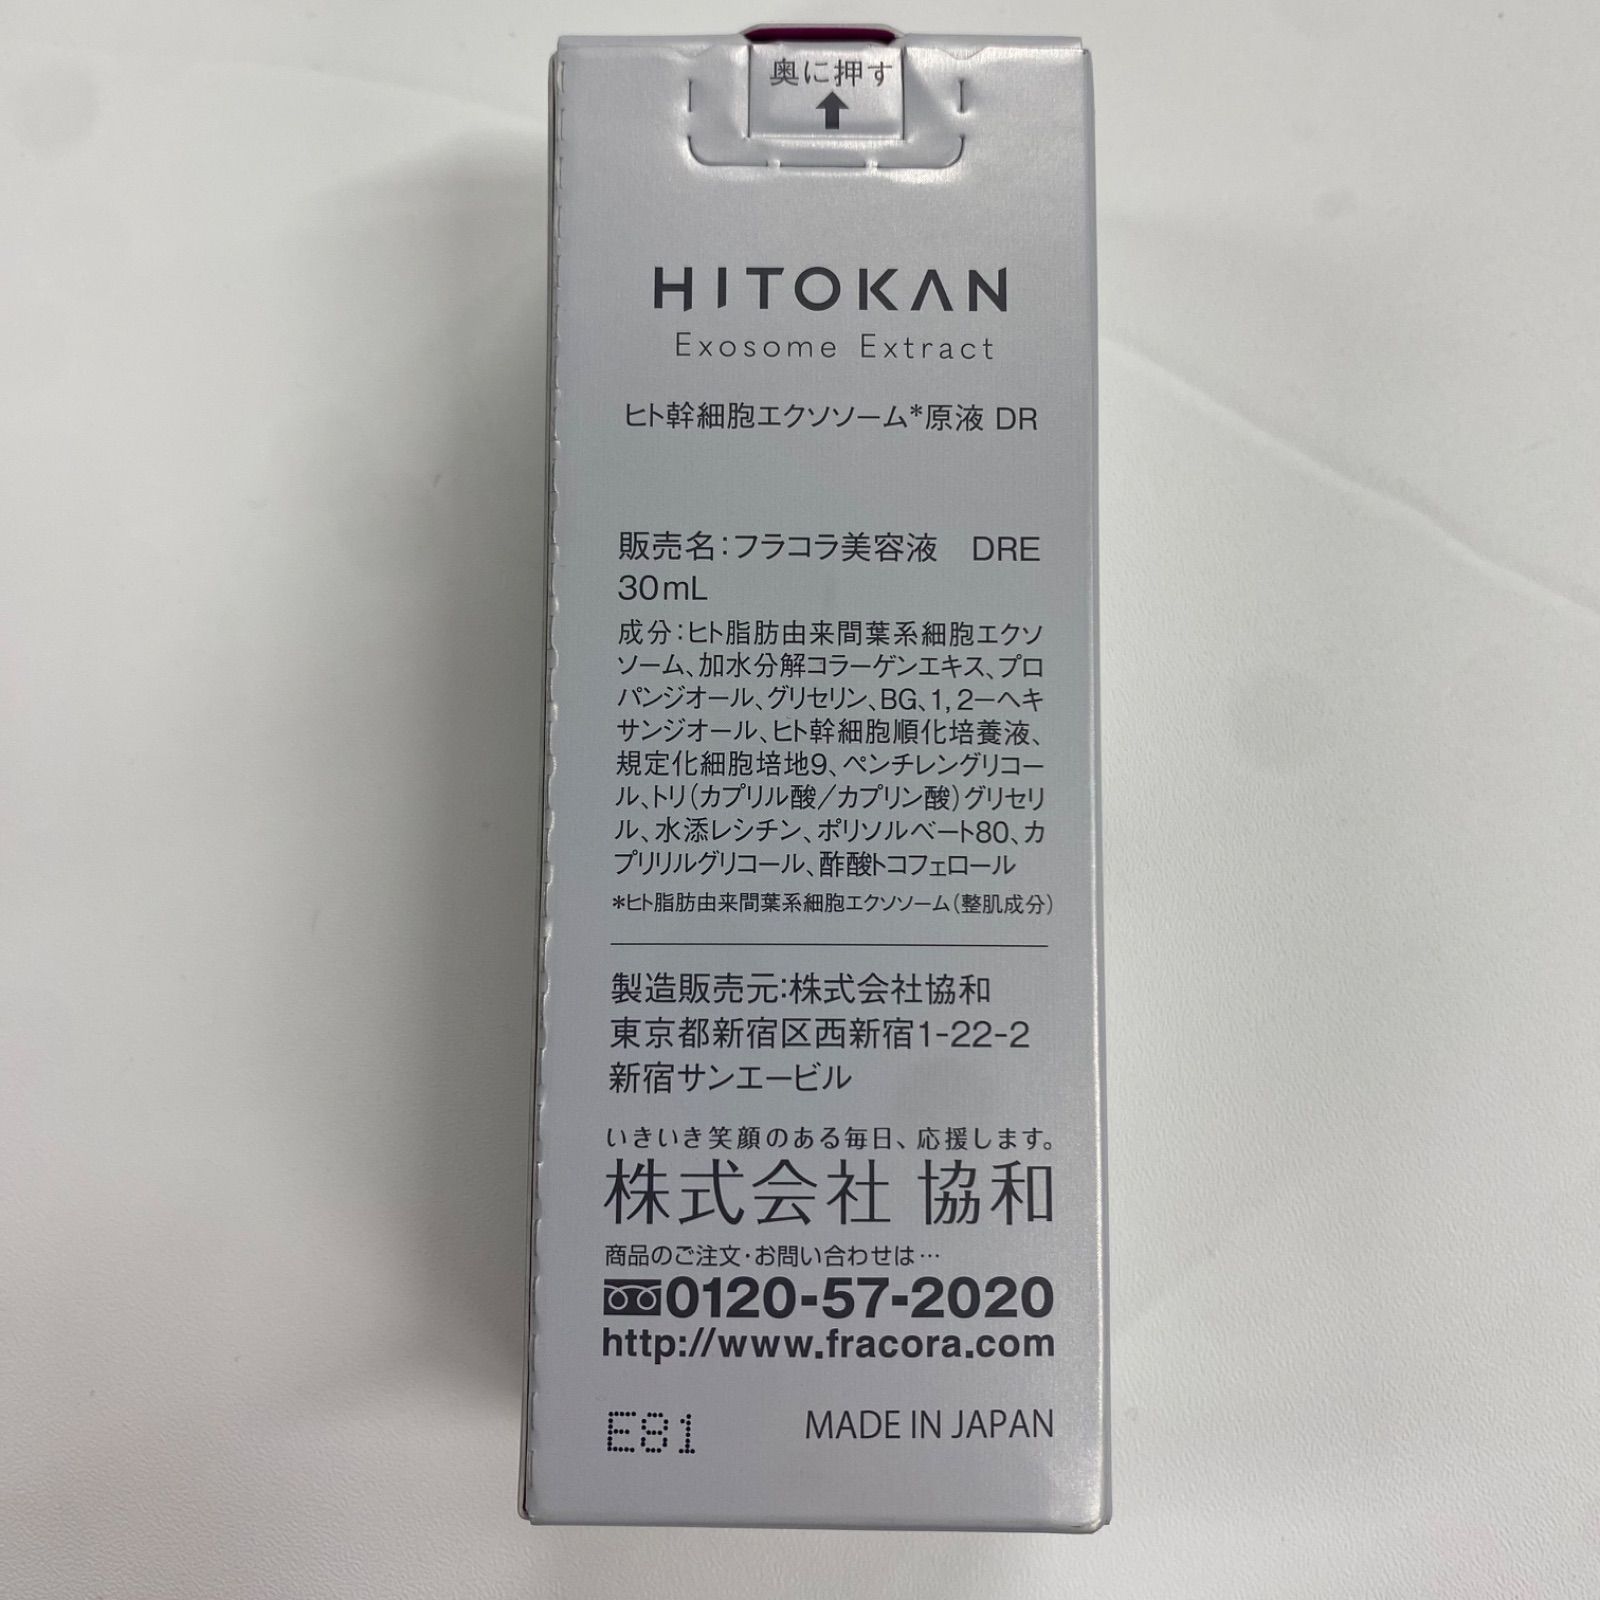 奥に押す
HITOKAN
Exosome Extract
ヒト幹細胞エクソソーム*原液 DR
販売名:フラコラ美容液 DRE
30mL
成分:ヒト脂肪由来間葉系細胞エクソ
ソーム、加水分解コラーゲンエキス、プロ
パンジオール、グリセリン、BG、1,2ーヘキ
サンジオール、ヒト幹細胞順化培養液、
規定化細胞培地9、ペンチレングリコー
ル、トリ(カプリル酸/カプリン酸)グリセリ
ル、水添レシチン、ポリソルベート80、カ
プリリルグリコール、酢酸トコフェロール
*ヒト脂肪由来間葉系細胞エクソソーム(整肌成分)
製造販売元:株式会社協和
東京都新宿区西新宿1-22-2
新宿サンエービル
いきいき笑顔のある毎日、応援します。
株式会社 協和
商品のご注文・お問い合わせは…
0120-57-2020
http://www.fracora.com
E81 MADE IN JAPAN